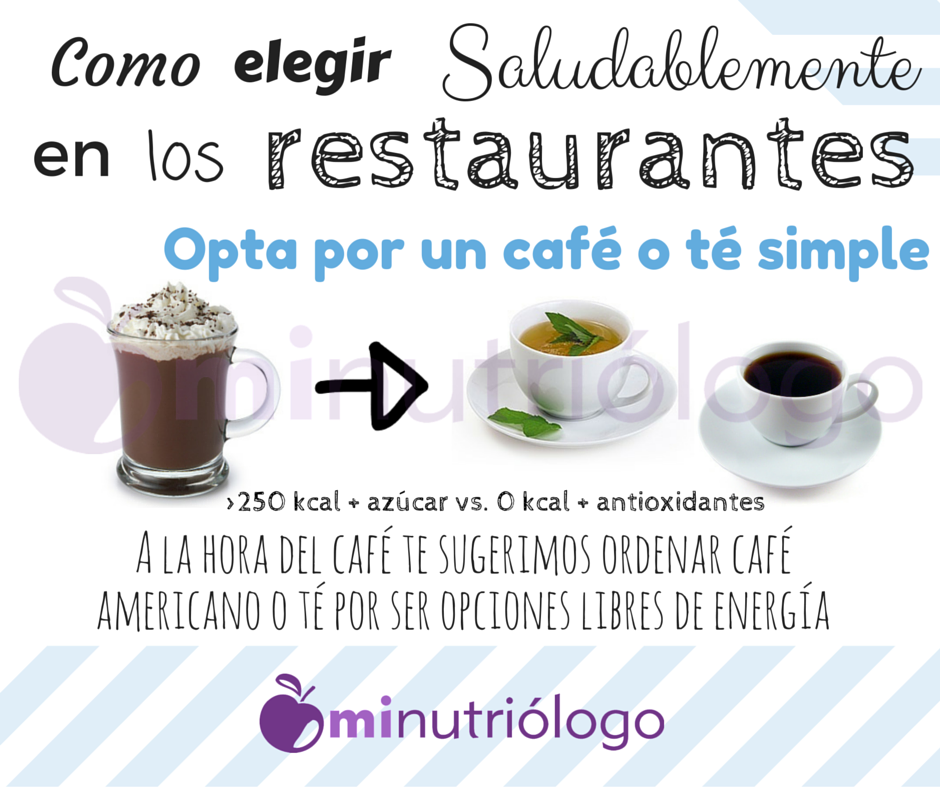 Como elegir Saludablemente
en los restaurantes
Opta por un café o té simple
minutriólogo
>250 kcal + azúcar vs. 0 kcal + antioxidantes
A LA HORA DEL CAFÉ TE SUGERIMOS ORDENAR CAFÉ
AMERICANO O TÉ POR SER OPCIONES LIBRES DE ENERGÍA
minutriólogo